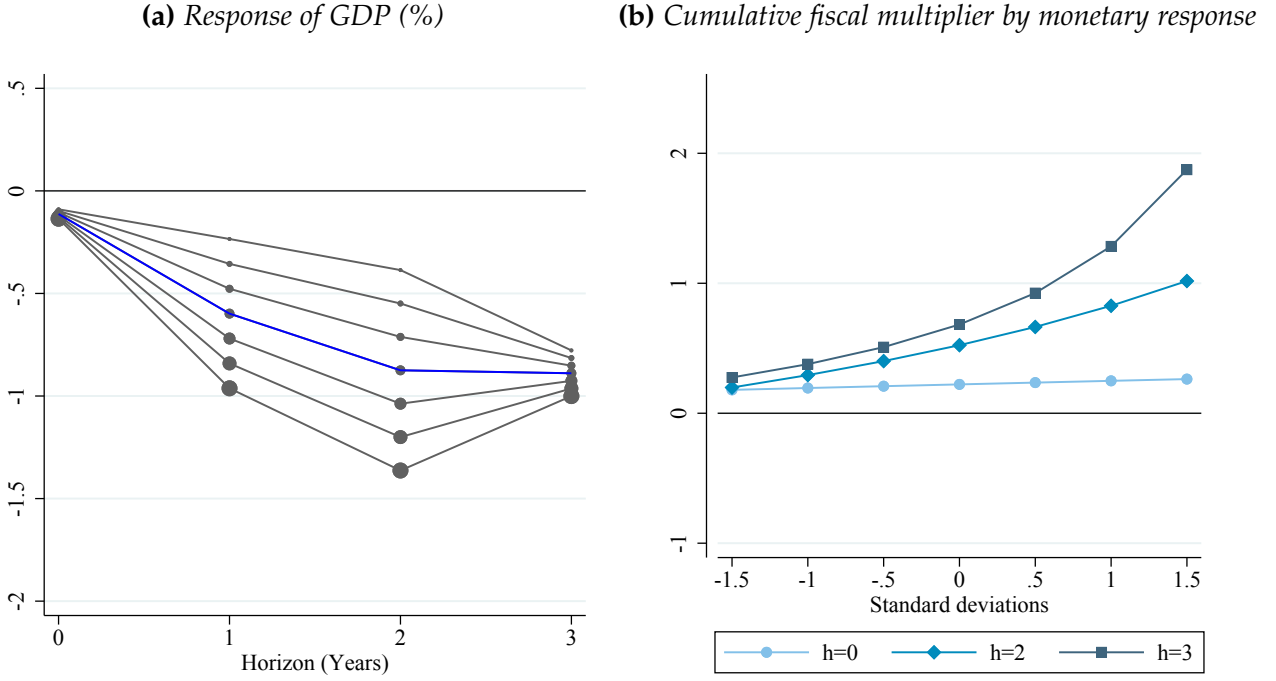 (a) Response of GDP (%)
.5
0
-.5
-1
-1.5
-2
0 1 2 3
Horizon (Years)
(b) Cumulative fiscal multiplier by monetary response
2
1
0
-1
-1.5 -1 -.5 0 .5 1 1.5
Standard deviations
h=0 h=2 h=3